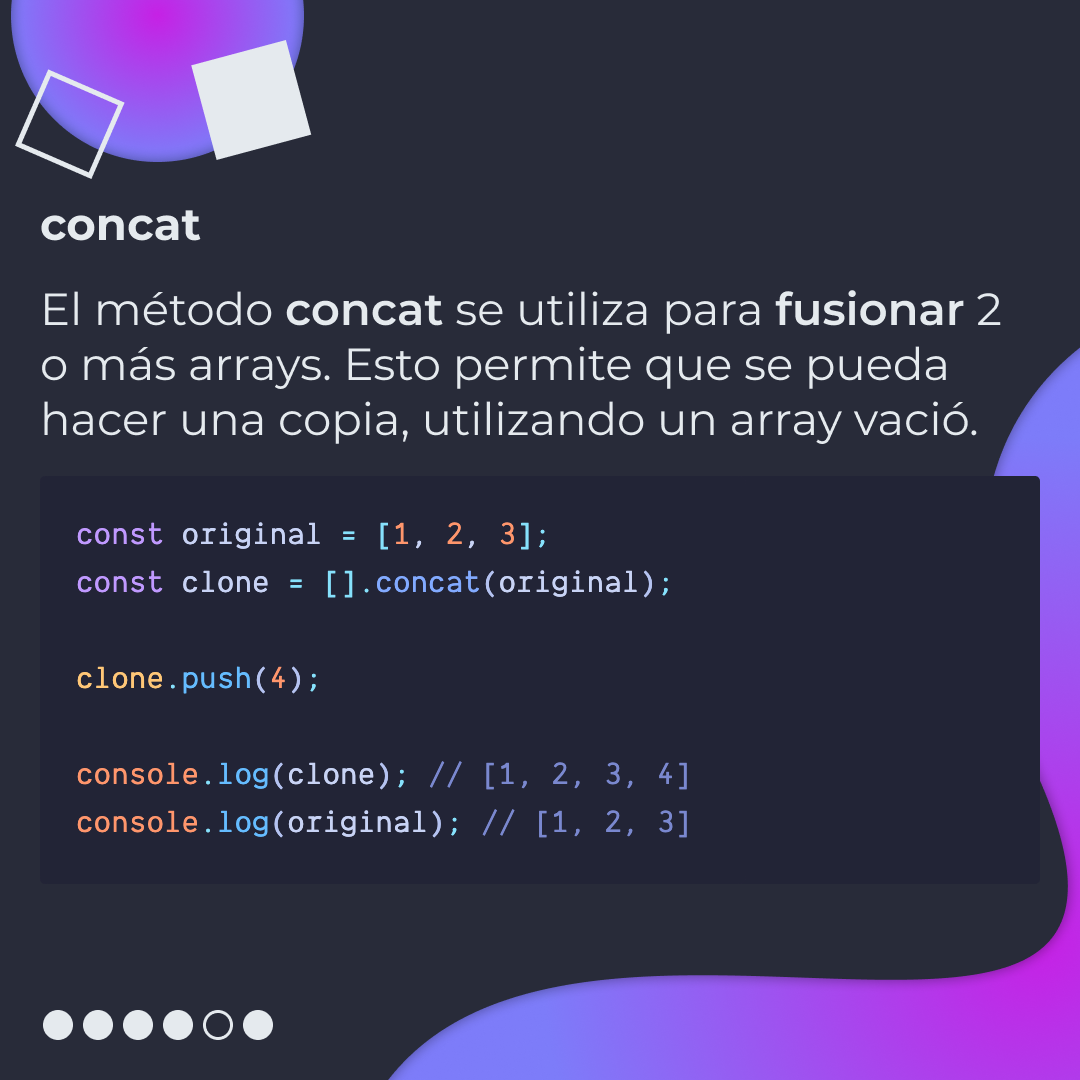 concat
El método concat se utiliza para fusionar 2
o más arrays. Esto permite que se pueda
hacer una copia, utilizando un array vació.
const original = [1, 2, 3];
const clone = [].concat(original);
clone.push(4);
console.log(clone); // [1, 2, 3, 4]
console.log(original); // [1, 2, 3]